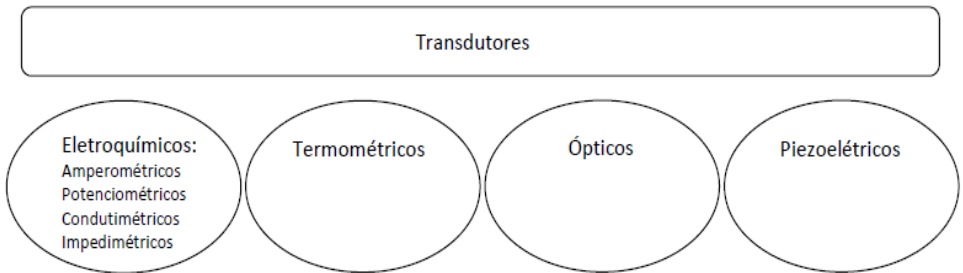 Transdutores
Eletroquímicos:
Amperométricos
Potenciométricos
Condutimétricos
Impedimétricos
Termométricos
Ópticos
Piezoelétricos